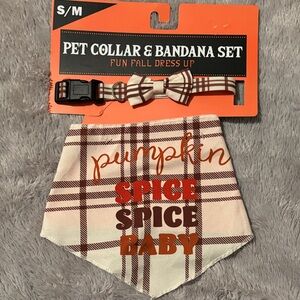 S/M
PET COLLAR & BANDANA SET
FUN FALL DRESS UP
pumpkin
SPICE
SPICE
BABY